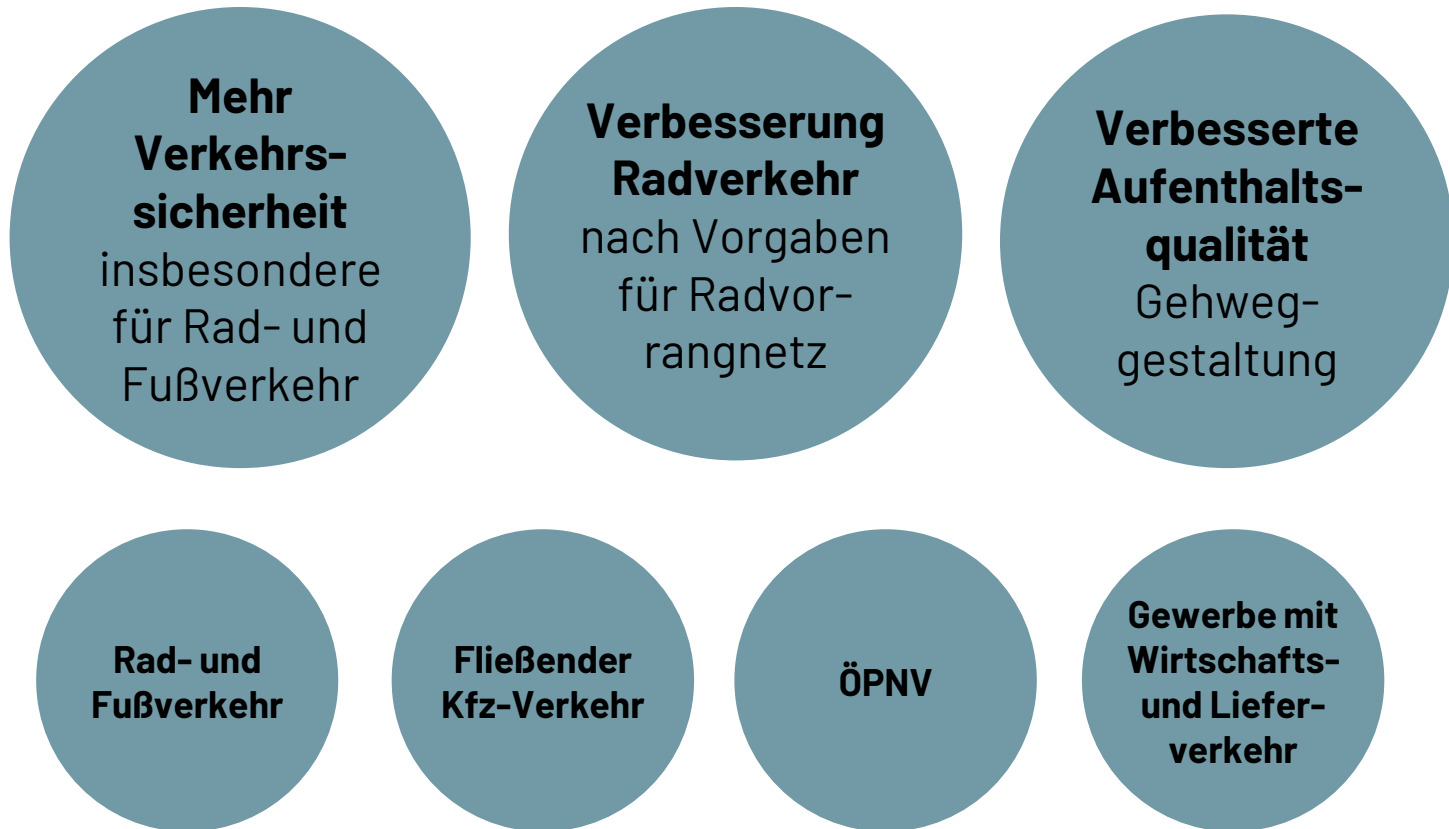 Mehr
Verkehrs-
sicherheit
insbesondere
für Rad- und
Fußverkehr
Verbesserung
Radverkehr
nach Vorgaben
für Radvor-
rangnetz
Verbesserte
Aufenthalts-
qualität
Gehweg-
gestaltung
Rad- und
Fußverkehr
Fließender
Kfz-Verkehr
ÖPNV
Gewerbe mit
Wirtschafts-
und Liefer-
verkehr